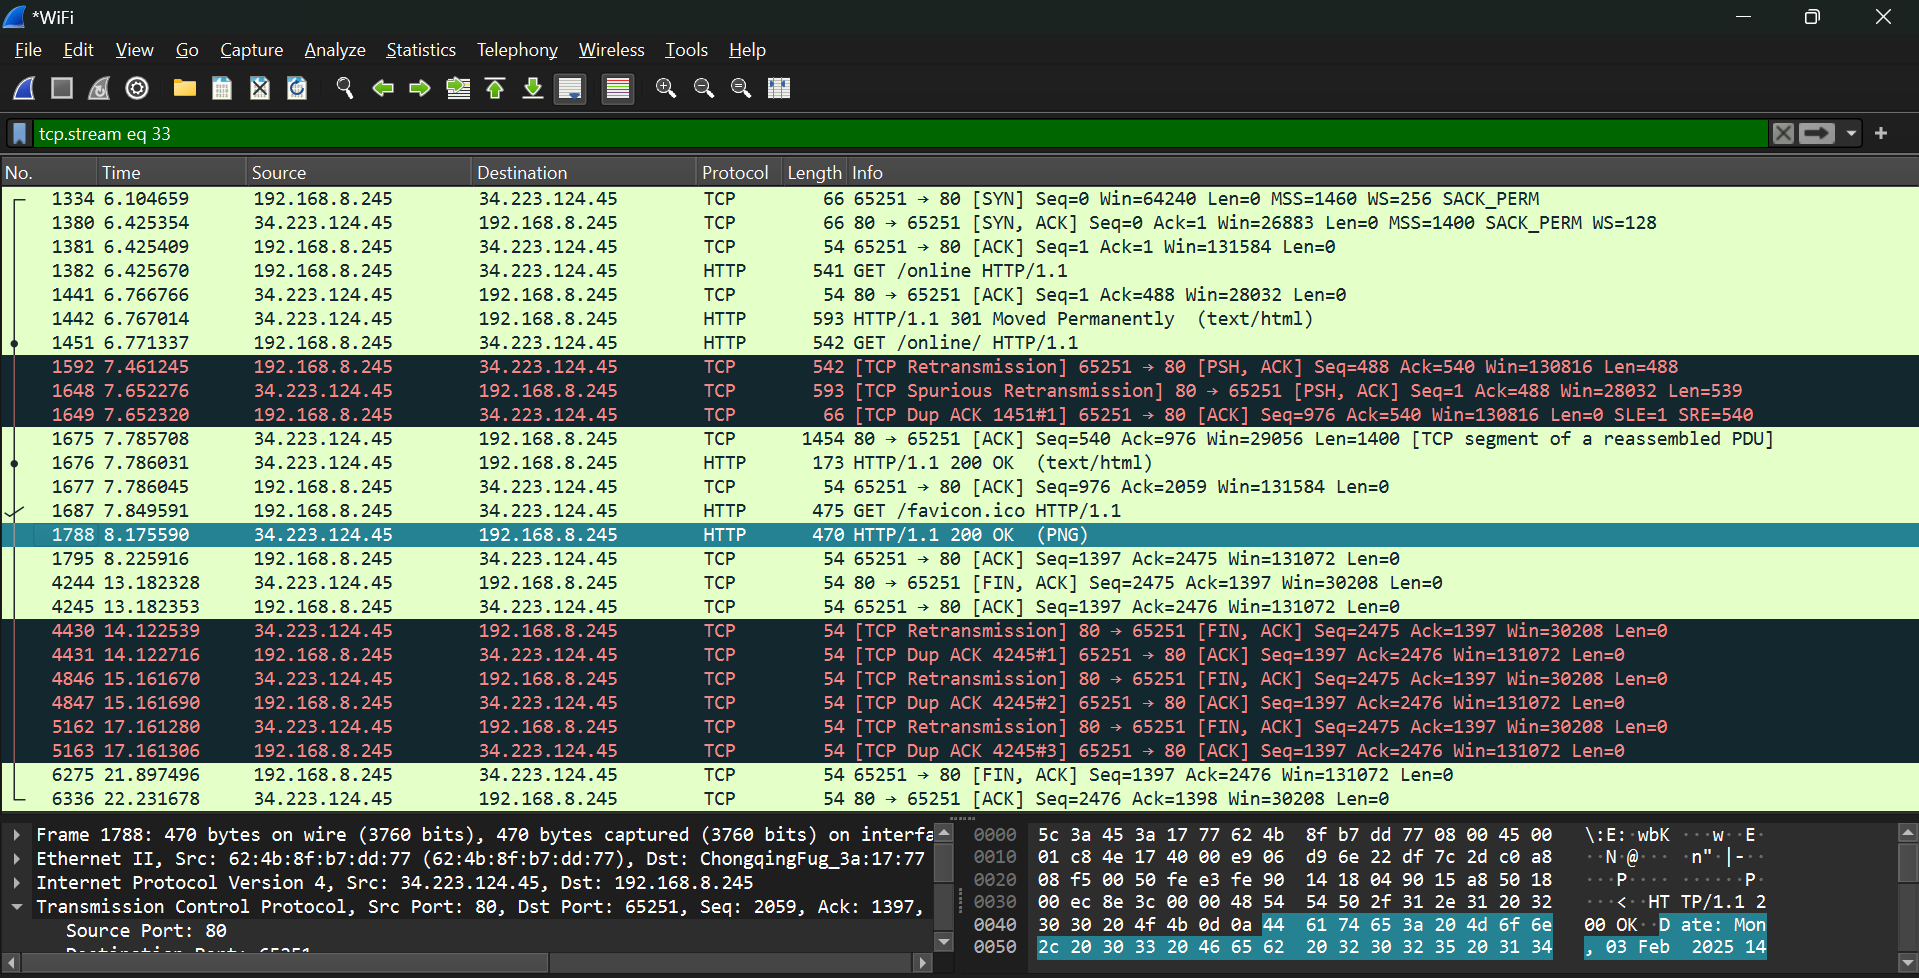 *WiFi
File Edit View Go Capture Analyze Statistics Telephony Wireless Tools Help
tcp.stream eq 33
No. Time Source Destination Protocol Length Info
1334 6.104659 192.168.8.245 34.223.124.45 TCP 66 65251 → 80 [SYN] Seq=0 Win=64240 Len=0 MSS=1460 WS=256 SACK_PERM
1380 6.425354 34.223.124.45 192.168.8.245 TCP 66 80 → 65251 [SYN, ACK] Seq=0 Ack=1 Win=26883 Len=0 MSS=1400 SACK_PERM WS=128
1381 6.425409 192.168.8.245 34.223.124.45 TCP 54 65251 → 80 [ACK] Seq=1 Ack=1 Win=131584 Len=0
1382 6.425670 192.168.8.245 34.223.124.45 HTTP 541 GET /online HTTP/1.1
1441 6.766766 34.223.124.45 192.168.8.245 TCP 54 80 → 65251 [ACK] Seq=1 Ack=488 Win=28032 Len=0
1442 6.767014 34.223.124.45 192.168.8.245 HTTP 593 HTTP/1.1 301 Moved Permanently (text/html)
1451 6.771337 192.168.8.245 34.223.124.45 HTTP 542 GET /online/ HTTP/1.1
1592 7.461245 192.168.8.245 34.223.124.45 TCP 542 [TCP Retransmission] 65251 → 80 [PSH, ACK] Seq=488 Ack=540 Win=130816 Len=488
1648 7.652276 34.223.124.45 192.168.8.245 TCP 593 [TCP Spurious Retransmission] 80 → 65251 [PSH, ACK] Seq=1 Ack=488 Win=28032 Len=539
1649 7.652320 192.168.8.245 34.223.124.45 TCP 66 [TCP Dup ACK 1451#1] 65251 → 80 [ACK] Seq=976 Ack=540 Win=130816 Len=0 SLE=1 SRE=540
1675 7.785708 34.223.124.45 192.168.8.245 TCP 1454 80 → 65251 [ACK] Seq=540 Ack=976 Win=29056 Len=1400 [TCP segment of a reassembled PDU]
1676 7.786031 34.223.124.45 192.168.8.245 HTTP 173 HTTP/1.1 200 OK (text/html)
1677 7.786045 192.168.8.245 34.223.124.45 TCP 54 65251 → 80 [ACK] Seq=976 Ack=2059 Win=131584 Len=0
1687 7.849591 192.168.8.245 34.223.124.45 HTTP 475 GET /favicon.ico HTTP/1.1
1788 8.175590 34.223.124.45 192.168.8.245 HTTP 470 HTTP/1.1 200 OK (PNG)
1795 8.225916 192.168.8.245 34.223.124.45 TCP 54 65251 → 80 [ACK] Seq=1397 Ack=2475 Win=131072 Len=0
4244 13.182328 34.223.124.45 192.168.8.245 TCP 54 80 → 65251 [FIN, ACK] Seq=2475 Ack=1397 Win=30208 Len=0
4245 13.182353 192.168.8.245 34.223.124.45 TCP 54 65251 → 80 [ACK] Seq=1397 Ack=2476 Win=131072 Len=0
4430 14.122539 34.223.124.45 192.168.8.245 TCP 54 [TCP Retransmission] 80 → 65251 [FIN, ACK] Seq=2475 Ack=1397 Win=30208 Len=0
4431 14.122716 192.168.8.245 34.223.124.45 TCP 54 [TCP Dup ACK 4245#1] 65251 → 80 [ACK] Seq=1397 Ack=2476 Win=131072 Len=0
4846 15.161670 34.223.124.45 192.168.8.245 TCP 54 [TCP Retransmission] 80 → 65251 [FIN, ACK] Seq=2475 Ack=1397 Win=30208 Len=0
4847 15.161690 192.168.8.245 34.223.124.45 TCP 54 [TCP Dup ACK 4245#2] 65251 → 80 [ACK] Seq=1397 Ack=2476 Win=131072 Len=0
5162 17.161280 34.223.124.45 192.168.8.245 TCP 54 [TCP Retransmission] 80 → 65251 [FIN, ACK] Seq=2475 Ack=1397 Win=30208 Len=0
5163 17.161306 192.168.8.245 34.223.124.45 TCP 54 [TCP Dup ACK 4245#3] 65251 → 80 [ACK] Seq=1397 Ack=2476 Win=131072 Len=0
6275 21.897496 192.168.8.245 34.223.124.45 TCP 54 65251 → 80 [FIN, ACK] Seq=1397 Ack=2476 Win=131072 Len=0
6336 22.231678 34.223.124.45 192.168.8.245 TCP 54 80 → 65251 [ACK] Seq=2476 Ack=1398 Win=30208 Len=0
Frame 1788: 470 bytes on wire (3760 bits), 470 bytes captured (3760 bits) on interfa
Ethernet II, Src: 62:4b:8f:b7:dd:77 (62:4b:8f:b7:dd:77), Dst: ChongqingFug_3a:17:77
Internet Protocol Version 4, Src: 34.223.124.45, Dst: 192.168.8.245
Transmission Control Protocol, Src Port: 80, Dst Port: 65251, Seq: 2059, Ack: 1397,
Source Port: 80
Destination Port: 65251
0000 5c 3a 45 3a 17 77 62 4b 8f b7 dd 77 08 00 45 00 \:E:·wbK ···w··E·
0010 01 c8 4e 17 40 00 e9 06 d9 6e 22 df 7c 2d c0 a8 ··N·@··· ·n"·|-··
0020 08 f5 00 50 fe e3 fe 90 14 18 04 90 15 a8 50 18 ···P···· ······P·
0030 00 ec 8e 3c 00 00 48 54 54 50 2f 31 2e 31 20 32 ···<··HT TP/1.1 2
0040 30 30 20 4f 4b 0d 0a 44 61 74 65 3a 20 4d 6f 6e 00 OK··D ate: Mon
0050 2c 20 30 33 20 46 65 62 20 32 30 32 35 20 31 34 , 03 Feb 2025 14